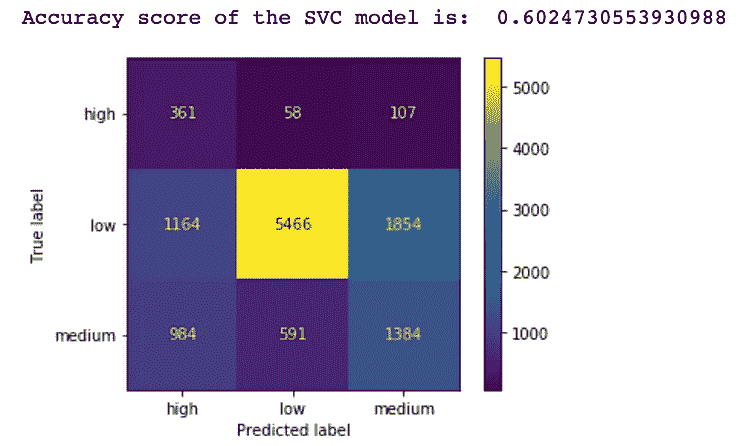 Accuracy score of the SVC model is: 0.6024730553930988
high 361 58 107
low 1164 5466 1854
medium 984 591 1384
high low medium
Predicted label
True label
5000
4000
3000
2000
1000